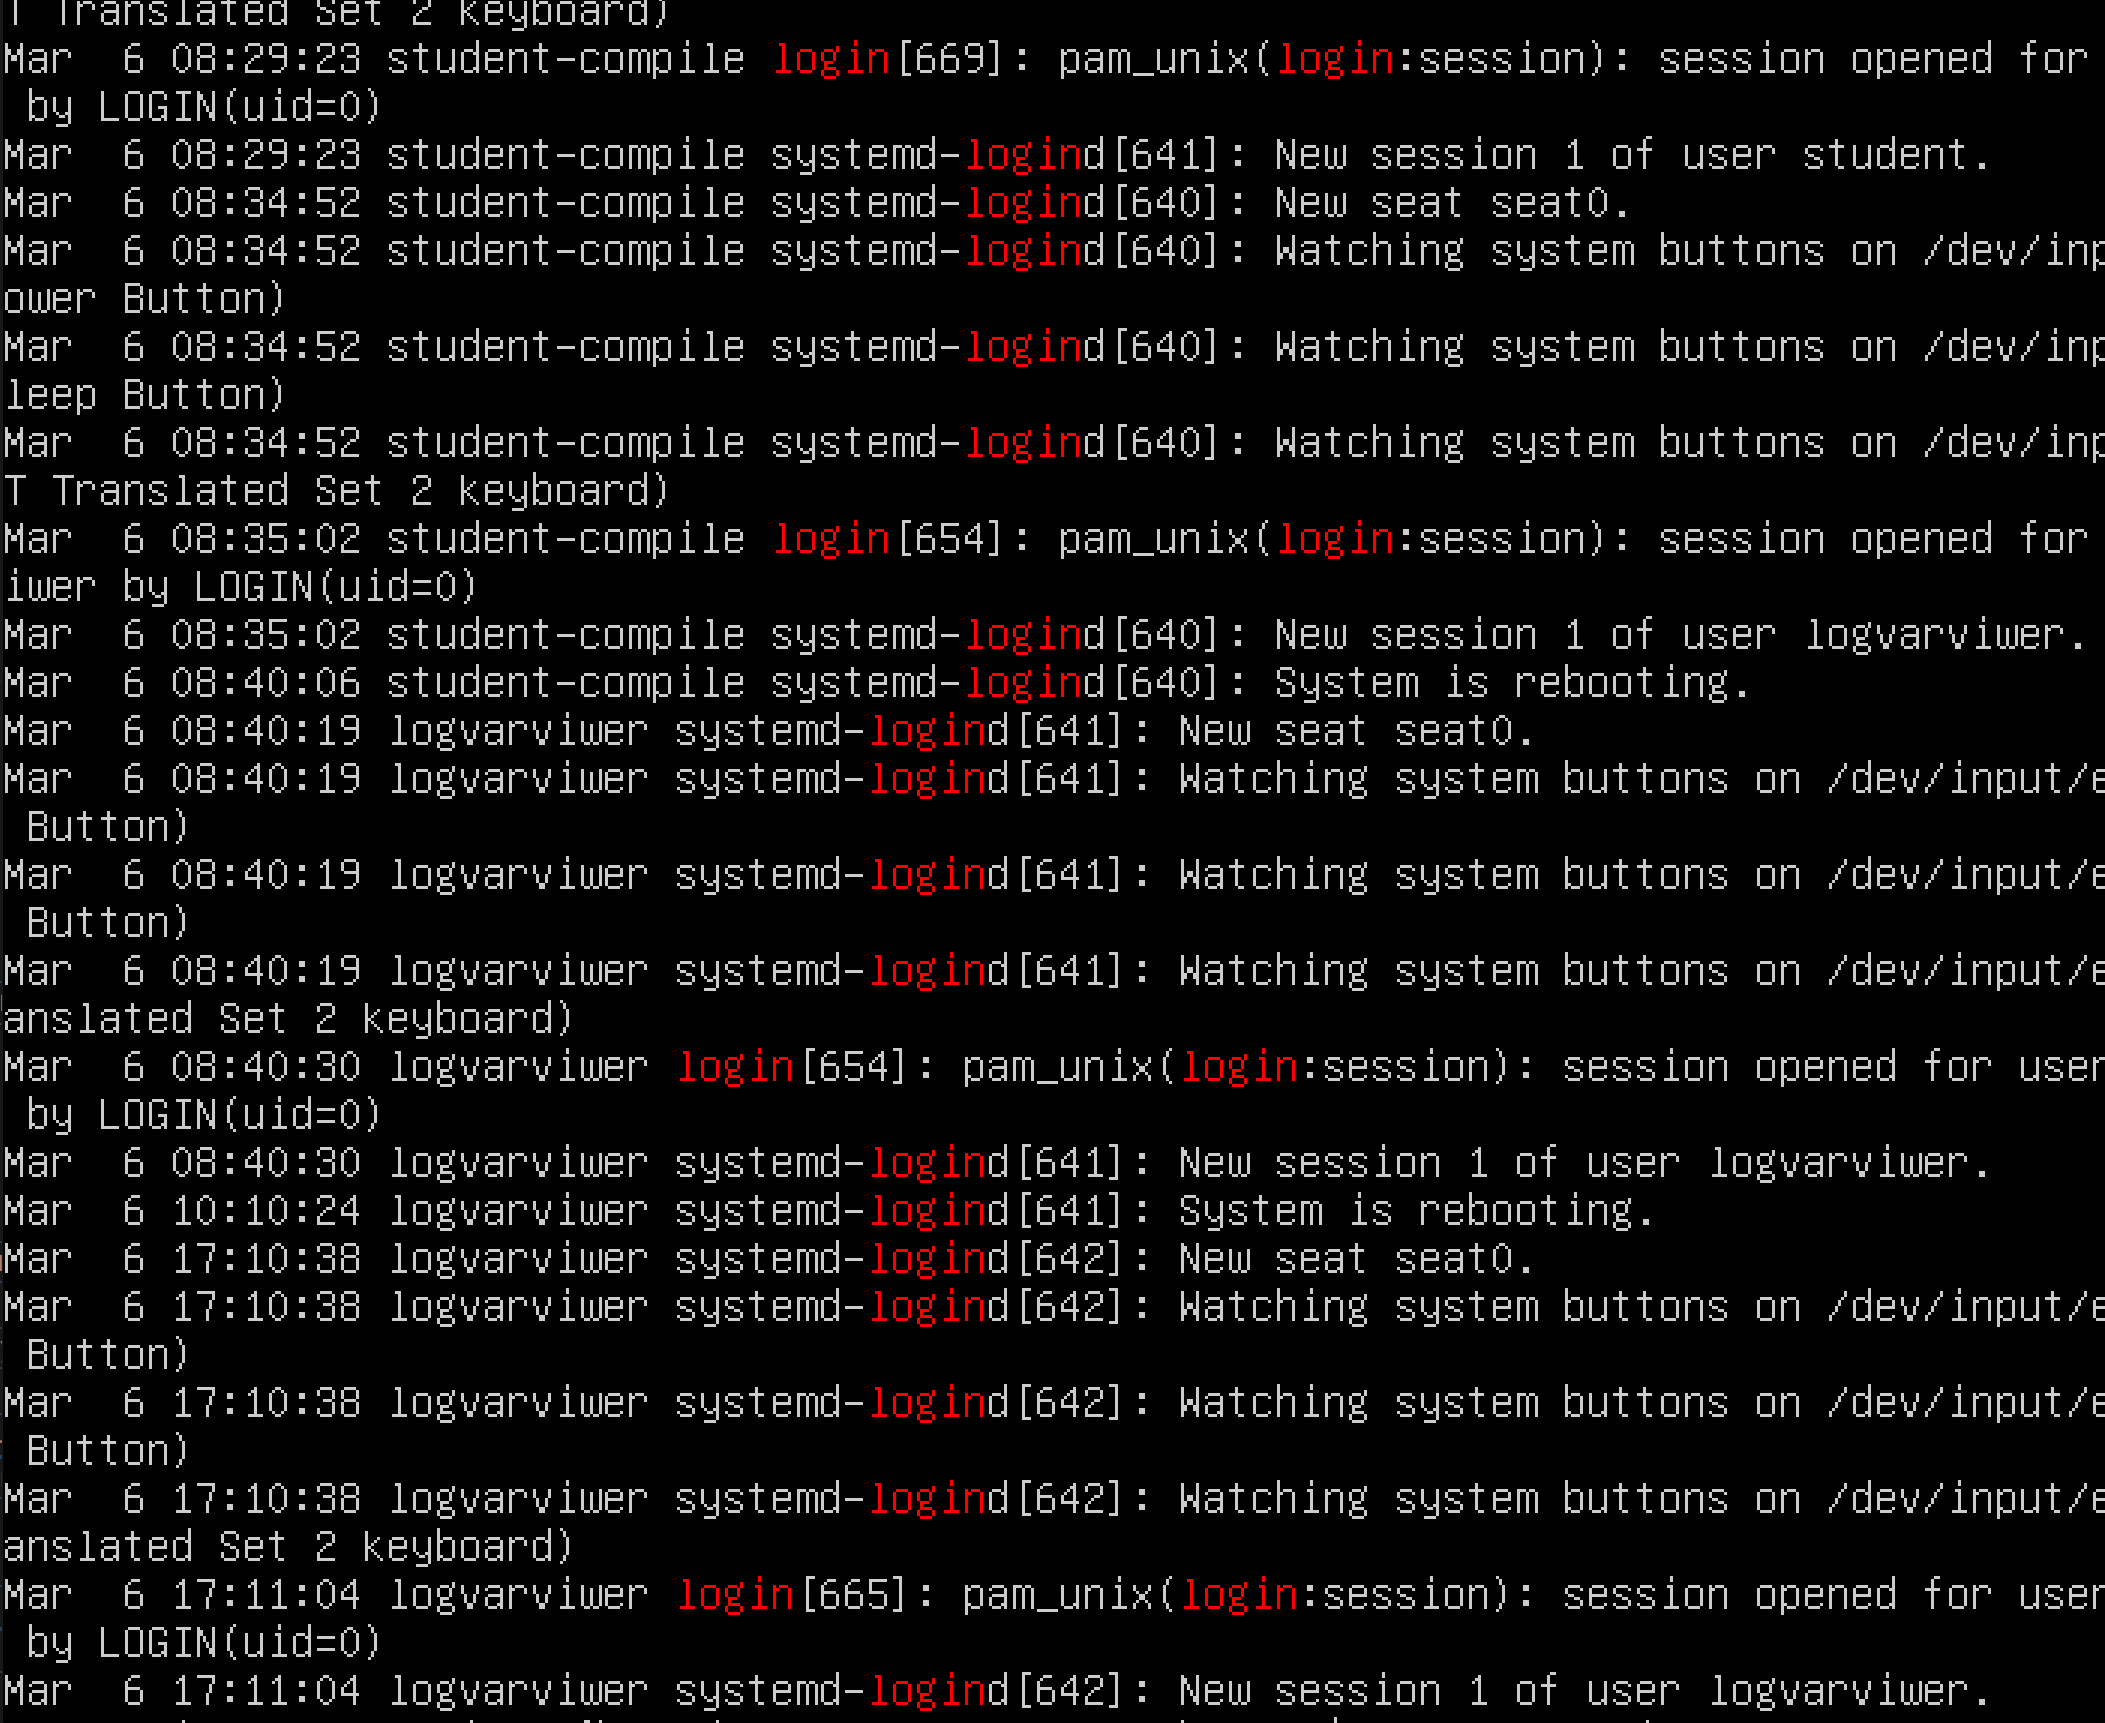 T Translated Set 2 keyboard)
Mar  6 08:29:23 student-compile login[669]: pam_unix(login:session): session opened for
 by LOGIN(uid=0)
Mar  6 08:29:23 student-compile systemd-logind[641]: New session 1 of user student.
Mar  6 08:34:52 student-compile systemd-logind[640]: New seat seat0.
Mar  6 08:34:52 student-compile systemd-logind[640]: Watching system buttons on /dev/inp
ower Button)
Mar  6 08:34:52 student-compile systemd-logind[640]: Watching system buttons on /dev/inp
leep Button)
Mar  6 08:34:52 student-compile systemd-logind[640]: Watching system buttons on /dev/inp
T Translated Set 2 keyboard)
Mar  6 08:35:02 student-compile login[654]: pam_unix(login:session): session opened for
iwer by LOGIN(uid=0)
Mar  6 08:35:02 student-compile systemd-logind[640]: New session 1 of user logvarviwer.
Mar  6 08:40:06 student-compile systemd-logind[640]: System is rebooting.
Mar  6 08:40:19 logvarviwer systemd-logind[641]: New seat seat0.
Mar  6 08:40:19 logvarviwer systemd-logind[641]: Watching system buttons on /dev/input/e
 Button)
Mar  6 08:40:19 logvarviwer systemd-logind[641]: Watching system buttons on /dev/input/e
 Button)
Mar  6 08:40:19 logvarviwer systemd-logind[641]: Watching system buttons on /dev/input/e
anslated Set 2 keyboard)
Mar  6 08:40:30 logvarviwer login[654]: pam_unix(login:session): session opened for user
 by LOGIN(uid=0)
Mar  6 08:40:30 logvarviwer systemd-logind[641]: New session 1 of user logvarviwer.
Mar  6 10:10:24 logvarviwer systemd-logind[641]: System is rebooting.
Mar  6 17:10:38 logvarviwer systemd-logind[642]: New seat seat0.
Mar  6 17:10:38 logvarviwer systemd-logind[642]: Watching system buttons on /dev/input/e
 Button)
Mar  6 17:10:38 logvarviwer systemd-logind[642]: Watching system buttons on /dev/input/e
 Button)
Mar  6 17:10:38 logvarviwer systemd-logind[642]: Watching system buttons on /dev/input/e
anslated Set 2 keyboard)
Mar  6 17:11:04 logvarviwer login[665]: pam_unix(login:session): session opened for user
 by LOGIN(uid=0)
Mar  6 17:11:04 logvarviwer systemd-logind[642]: New session 1 of user logvarviwer.